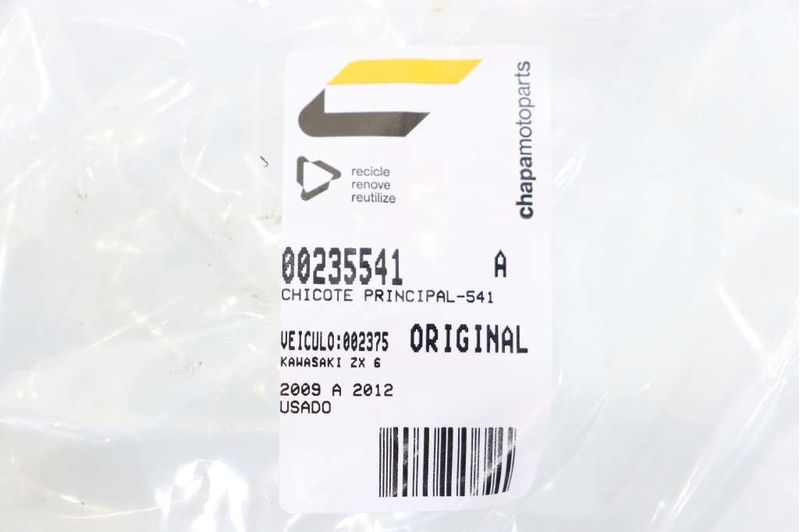 chapamotoparts
recicle
renove
reutilize
00235541 A
CHICOTE PRINCIPAL-541
VEICULO:002375 ORIGINAL
KAWASAKI ZX 6
2009 A 2012
USADO